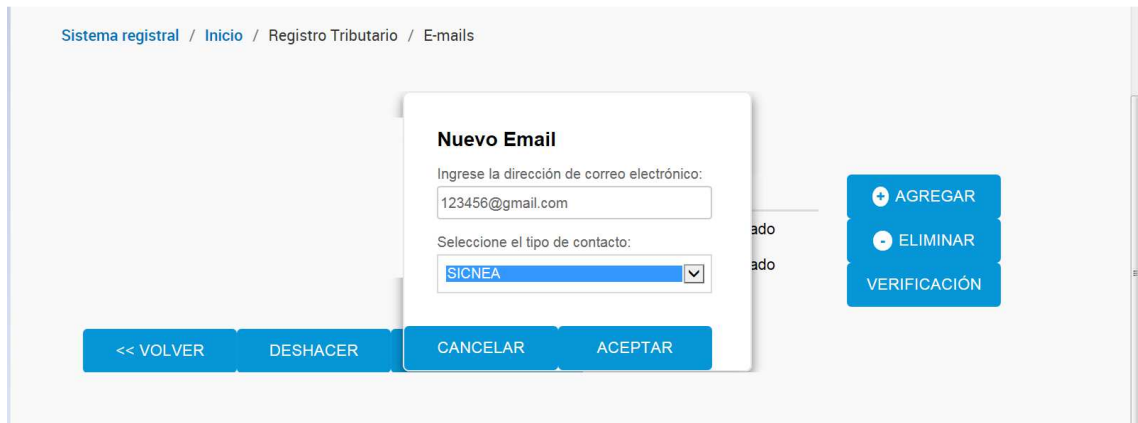 Sistema registral / Inicio / Registro Tributario / E-mails
Nuevo Email
Ingrese la dirección de correo electrónico:
123456@gmail.com
Seleccione el tipo de contacto:
SICNEA
CANCELAR
ACEPTAR
ado
ado
+ AGREGAR
- ELIMINAR
VERIFICACIÓN
<< VOLVER
DESHACER